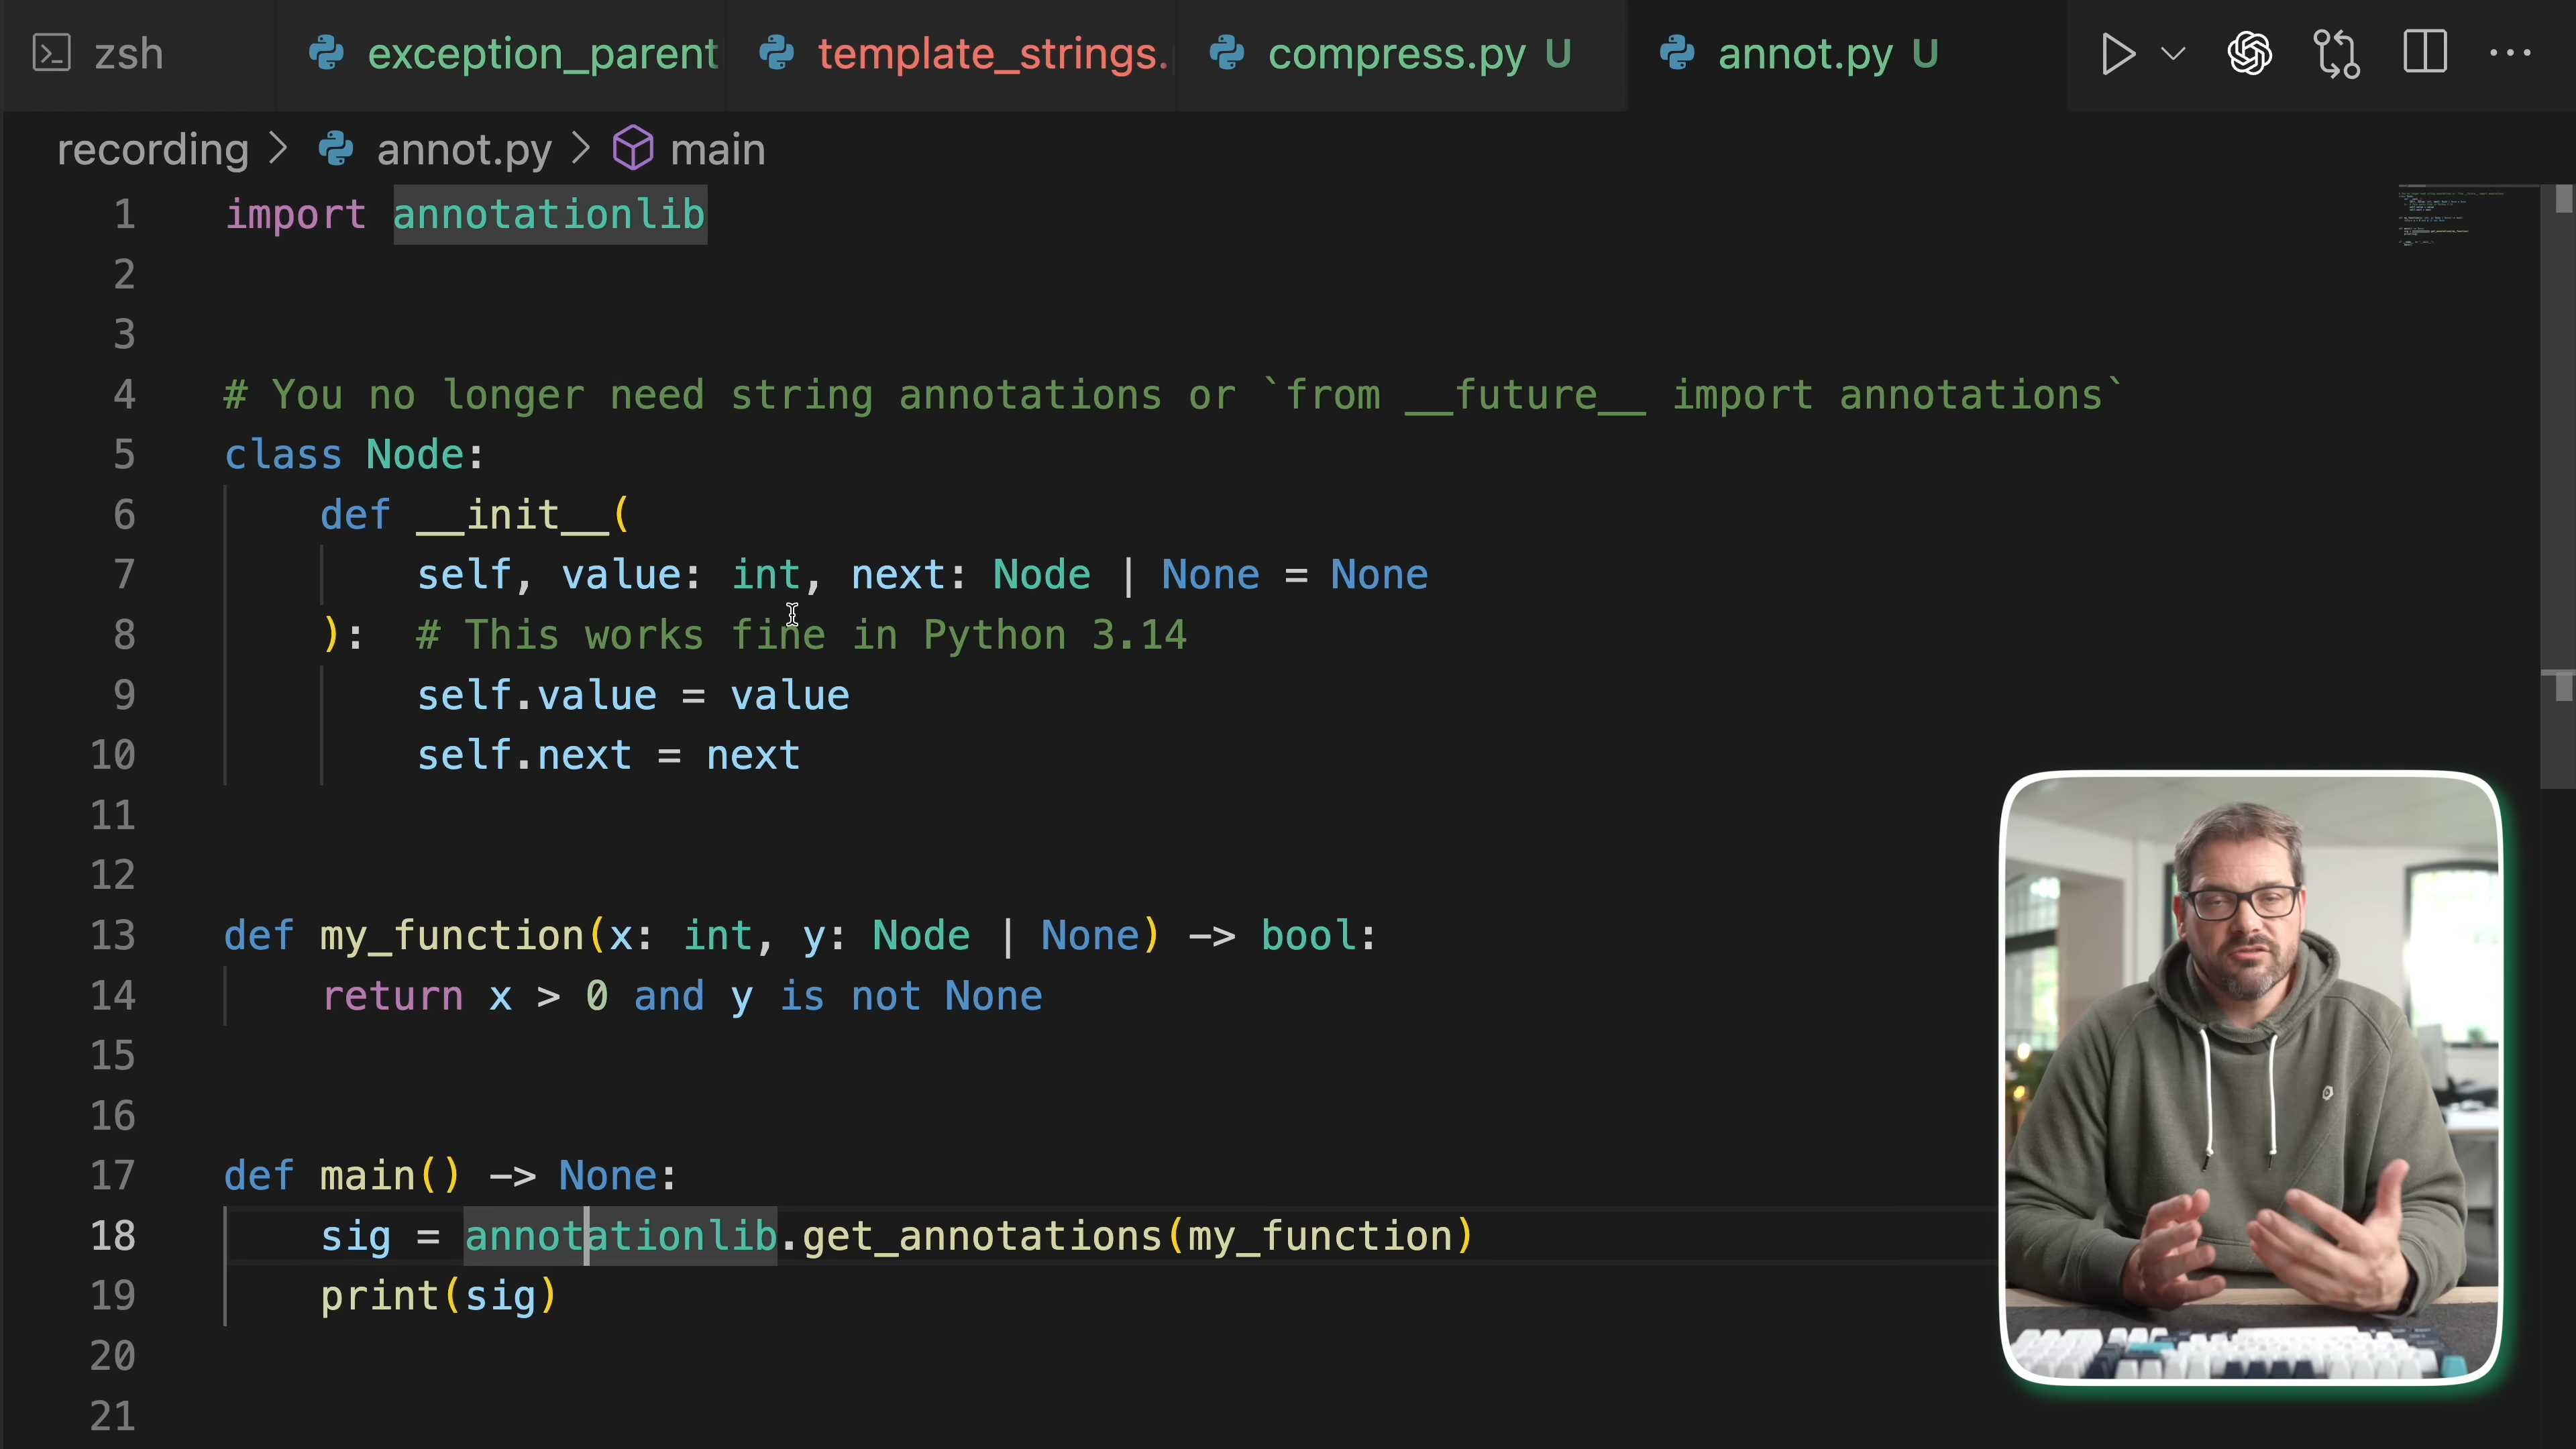 zsh
exception_parent
template_strings.
compress.py U
annot.py U
recording > annot.py > main
1 import annotationlib
2
3
4 # You no longer need string annotations or `from __future__ import annotations`
5 class Node:
6 def __init__(
7 self, value: int, next: Node | None = None
8 ): # This works fine in Python 3.14
9 self.value = value
10 self.next = next
11
12
13 def my_function(x: int, y: Node | None) -> bool:
14 return x > 0 and y is not None
15
16
17 def main() -> None:
18 sig = annotationlib.get_annotations(my_function)
19 print(sig)
20
21